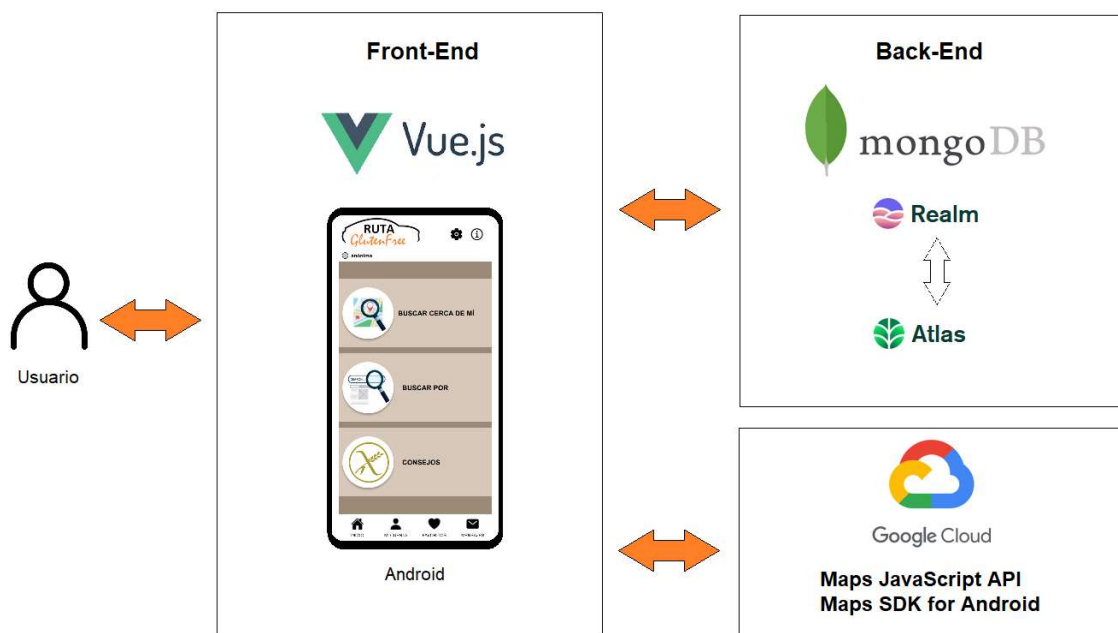 Front-End
Vue.js
RUTA
GlutenFree
anónimo
BUSCAR CERCA DE MÍ
BUSCAR POR
CONSEJOS
Android
Usuario
Back-End
mongoDB
Realm
Atlas
Google Cloud
Maps JavaScript API
Maps SDK for Android